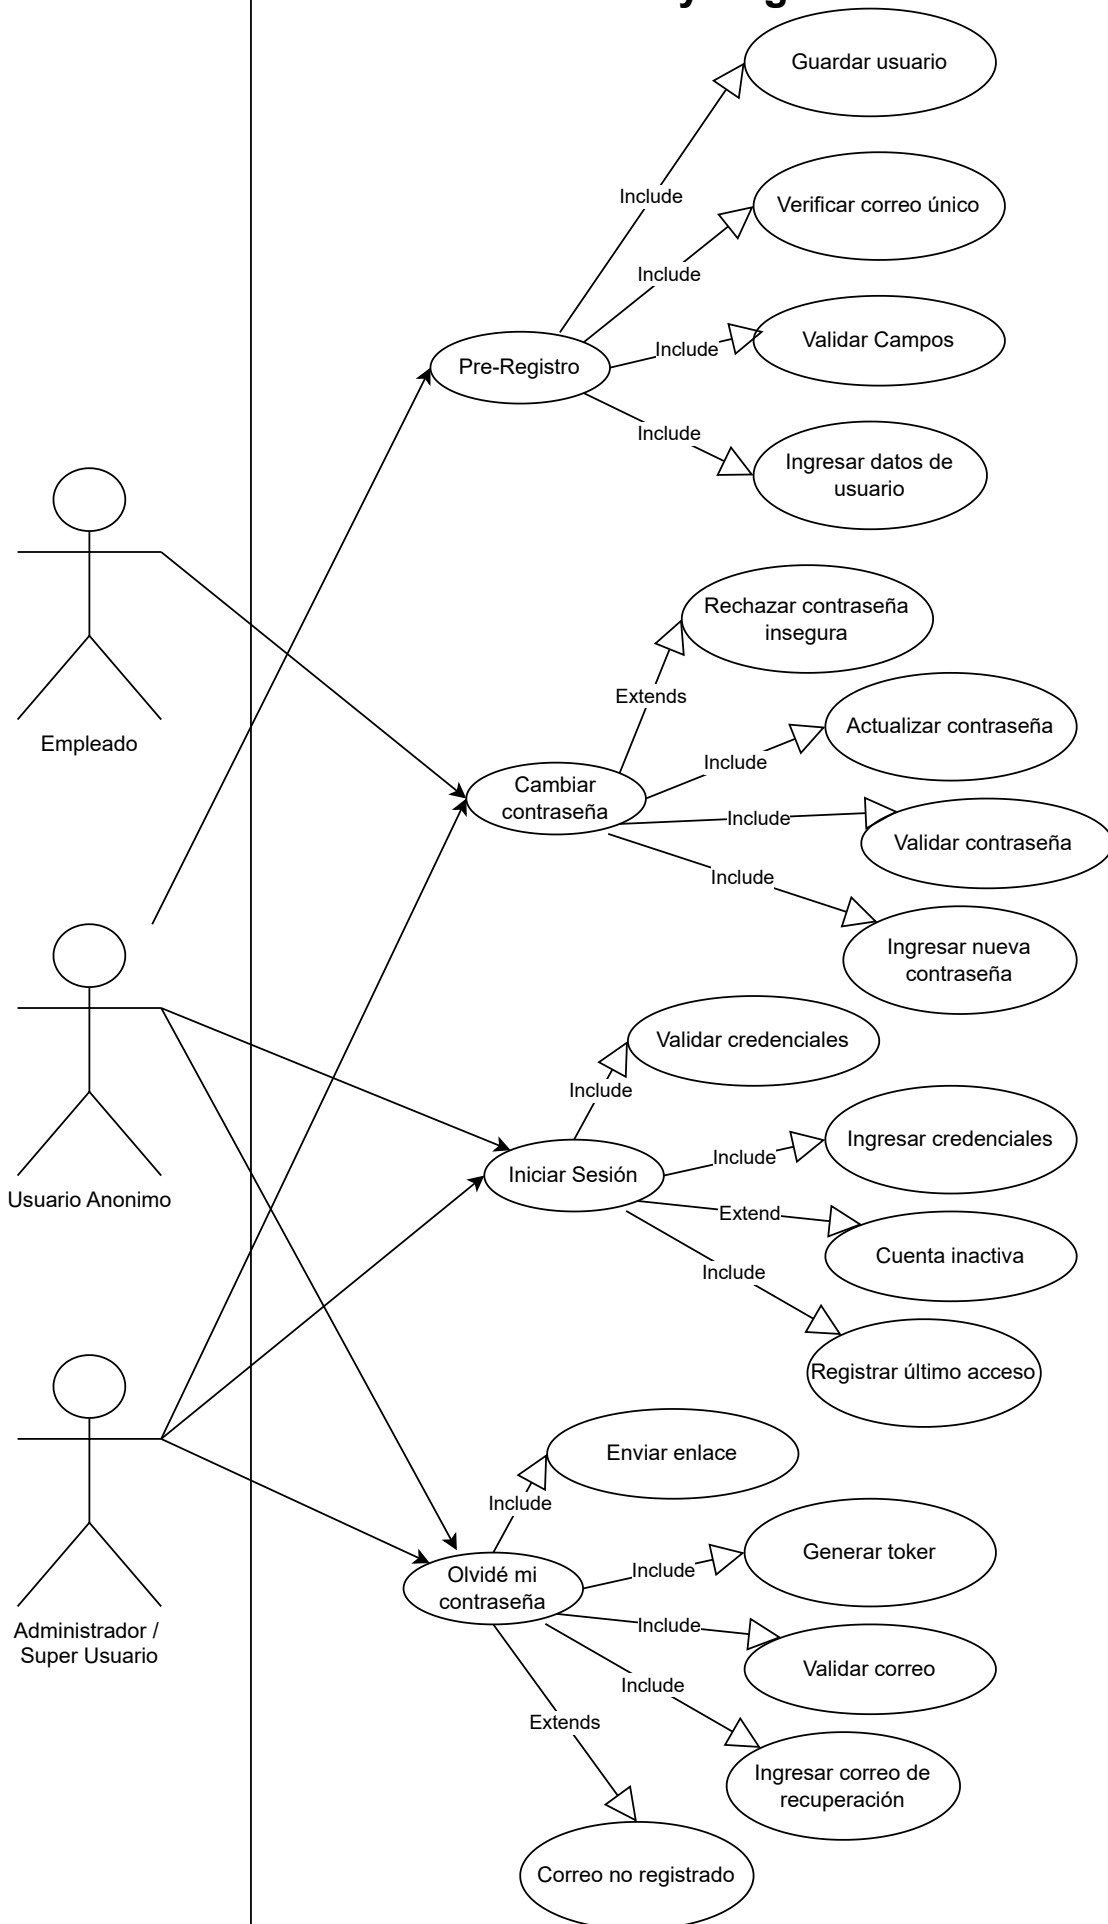 Guardar usuario
Include
Verificar correo único
Include
Validar Campos
Include
Pre-Registro
Include
Ingresar datos de
usuario
Rechazar contraseña
insegura
Extends
Actualizar contraseña
Empleado
Include
Cambiar
contraseña
Include
Validar contraseña
Include
Ingresar nueva
contraseña
Validar credenciales
Include
Ingresar credenciales
Include
Iniciar Sesión
Usuario Anonimo
Extend
Cuenta inactiva
Include
Registrar último acceso
Enviar enlace
Include
Generar toker
Include
Olvidé mi
contraseña
Include
Administrador /
Super Usuario
Validar correo
Include
Extends
Ingresar correo de
recuperación
Correo no registrado